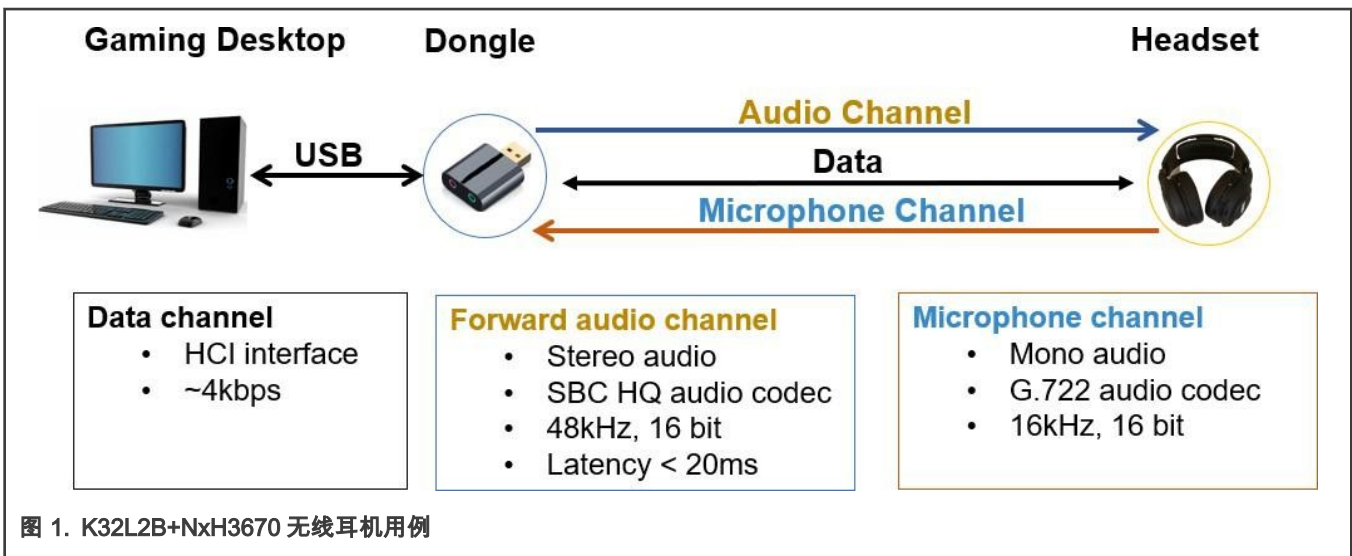 Gaming Desktop
Dongle
Headset
USB
Audio Channel
Data
Microphone Channel
Data channel
• HCI interface
• ~4kbps
Forward audio channel
• Stereo audio
• SBC HQ audio codec
• 48kHz, 16 bit
• Latency < 20ms
Microphone channel
• Mono audio
• G.722 audio codec
• 16kHz, 16 bit
图 1. K32L2B+NxH3670 无线耳机用例